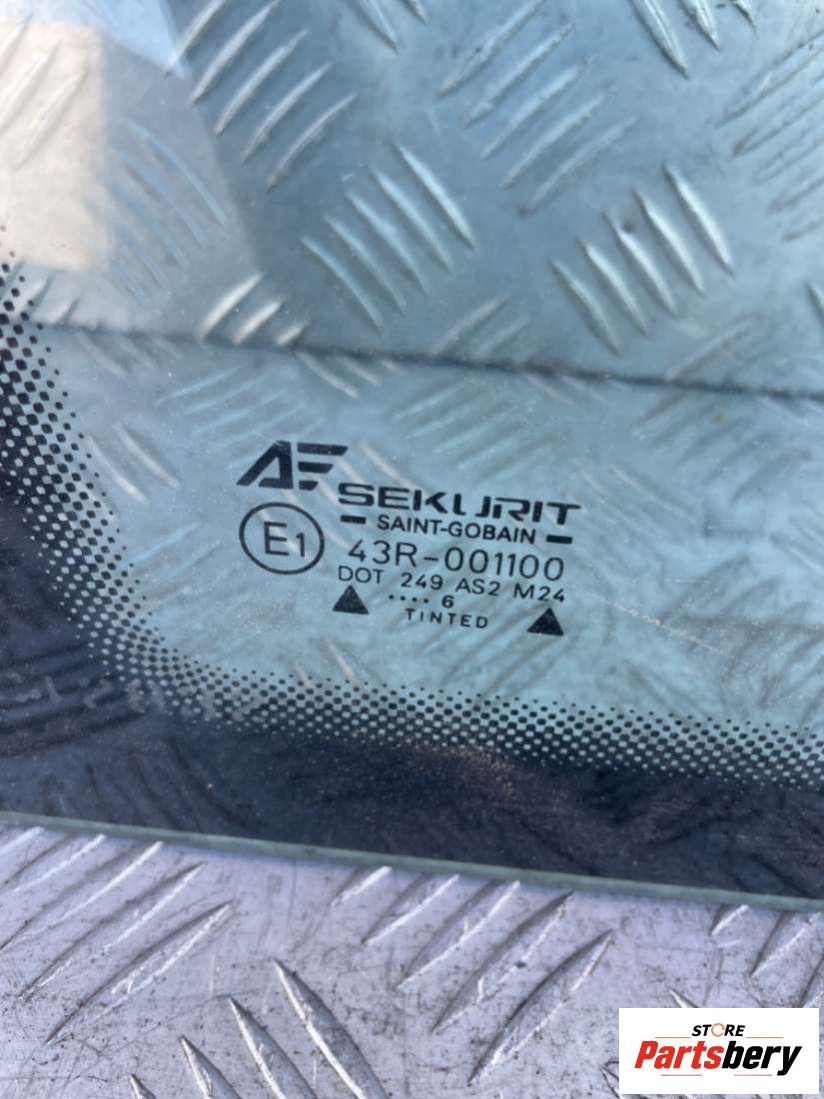 AF SEKURIT
SAINT-GOBAIN
E1 43R-001100
DOT 249 AS2 M24
.... 6
TINTED
STORE
Partsbery